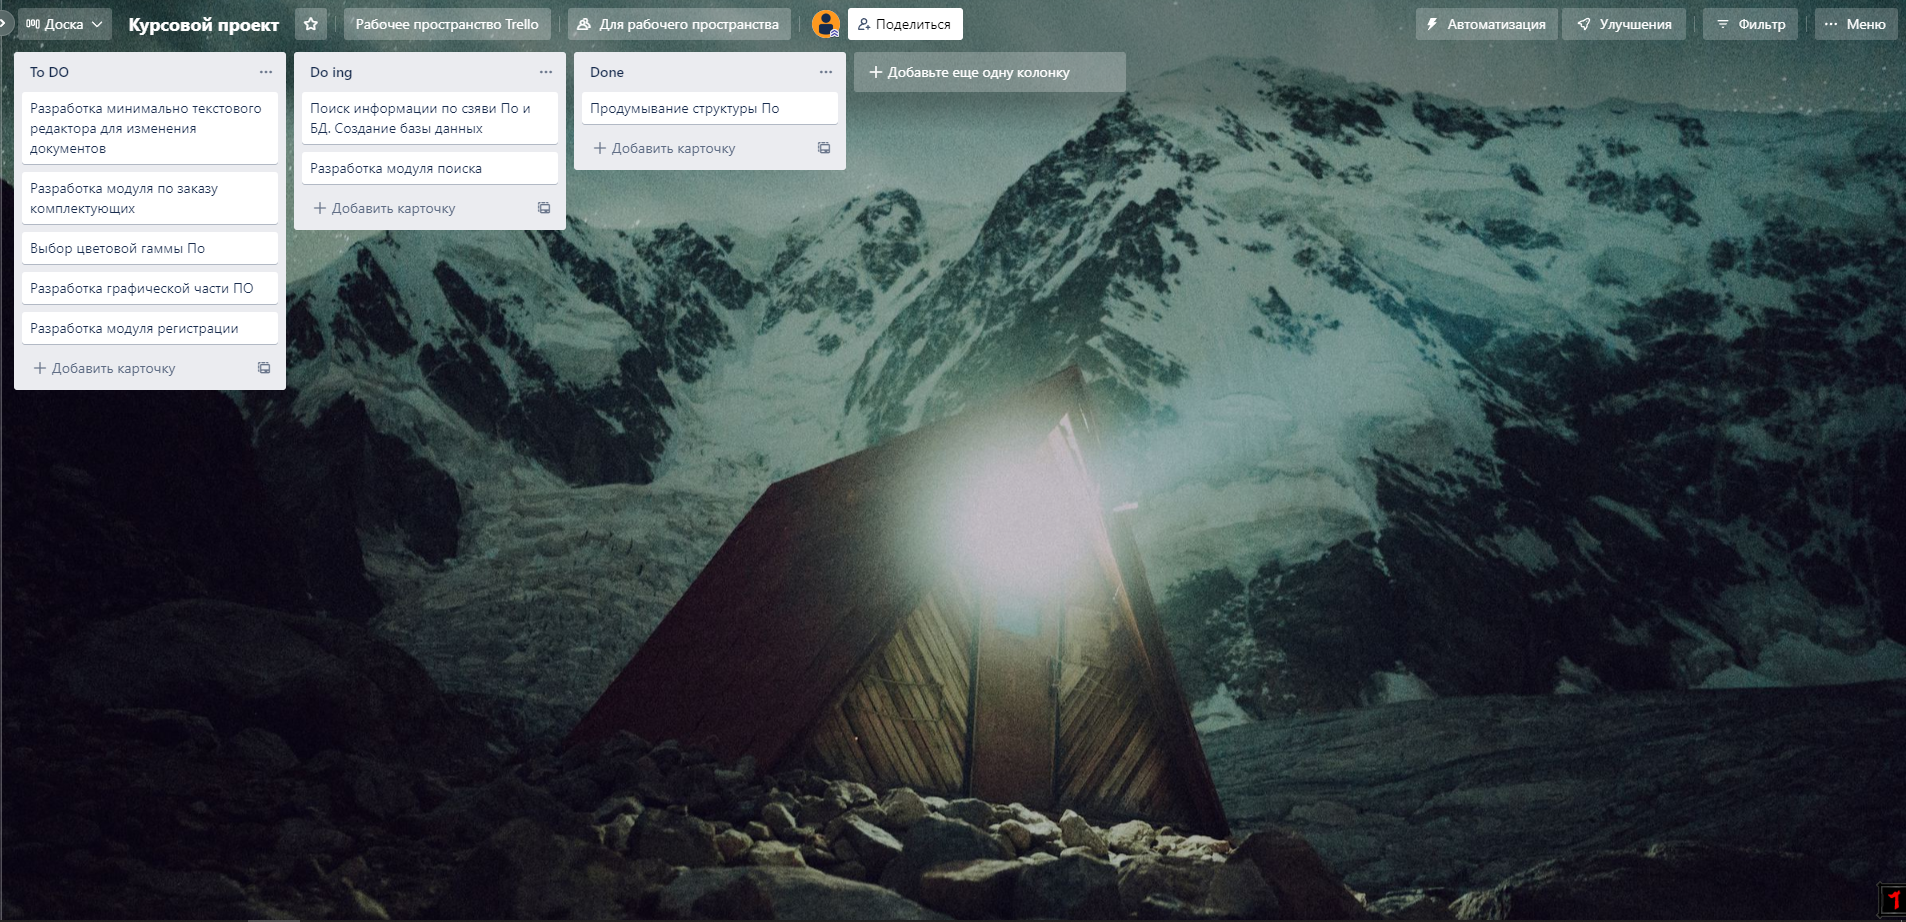 Доска
Курсовой проект
Рабочее пространство Trello
Для рабочего пространства
Поделиться
Автоматизация
Улучшения
Фильтр
Меню
To DO
Разработка минимально текстового
редактора для изменения
документов
Разработка модуля по заказу
комплектующих
Выбор цветовой гаммы По
Разработка графической части ПО
Разработка модуля регистрации
Добавить карточку
Do ing
Поиск информации по сзяви По и
БД. Создание базы данных
Разработка модуля поиска
Добавить карточку
Done
Продумывание структуры По
Добавить карточку
Добавьте еще одну колонку